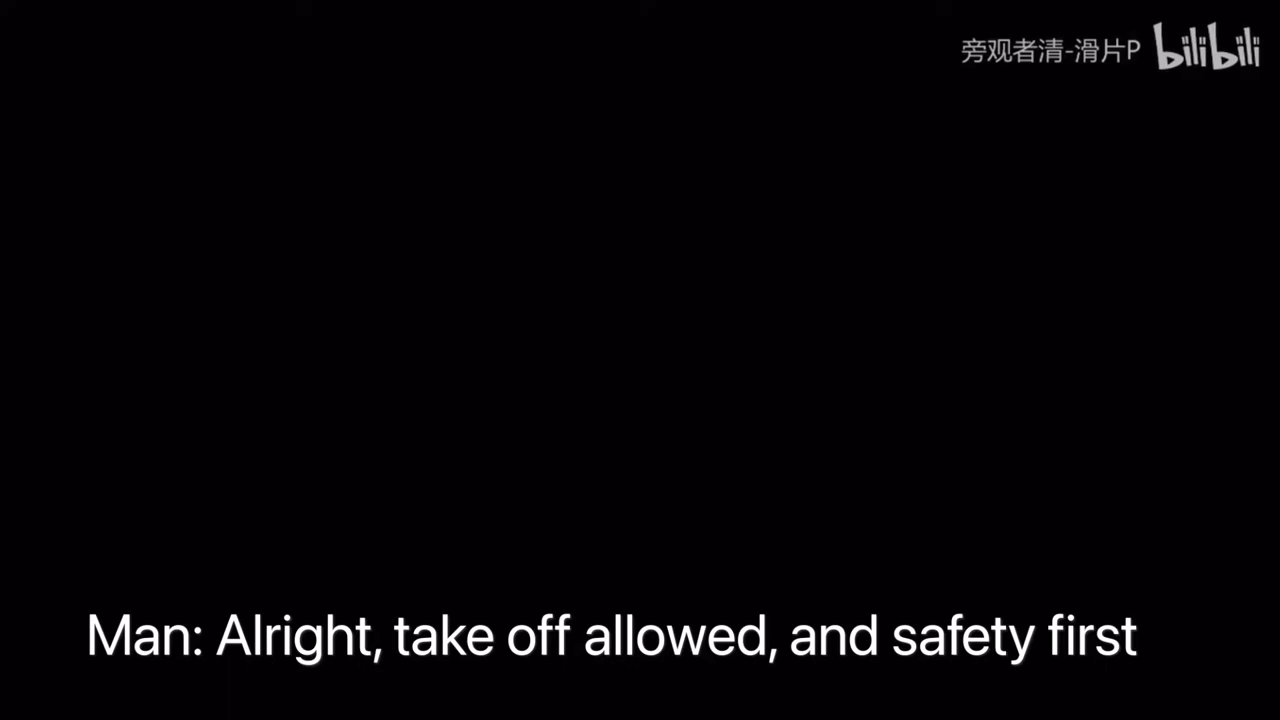 旁观者清-滑片P bilibili
Man: Alright, take off allowed, and safety first